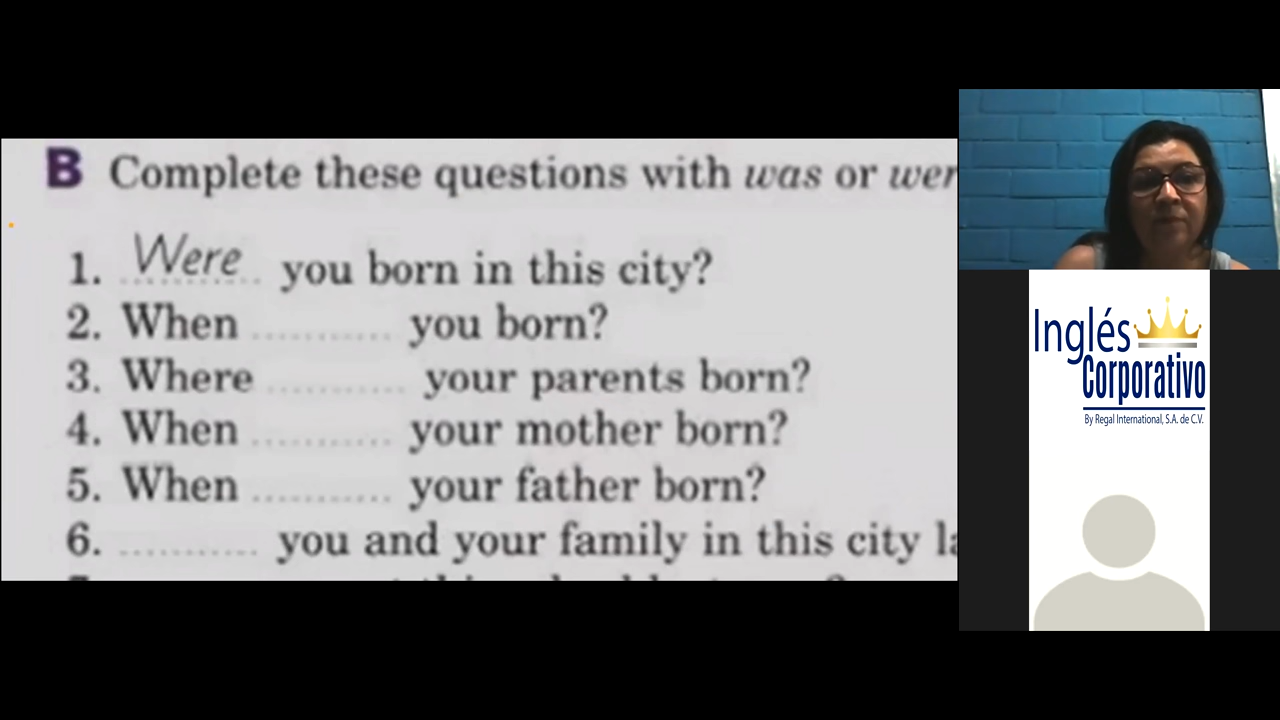 B Complete these questions with was or wer
1. Were you born in this city?
2. When ........... you born?
3. Where ........... your parents born?
4. When ........... your mother born?
5. When ........... your father born?
6. ........... you and your family in this city la
Inglés
Corporativo
By Regal International, S.A. de C.V.